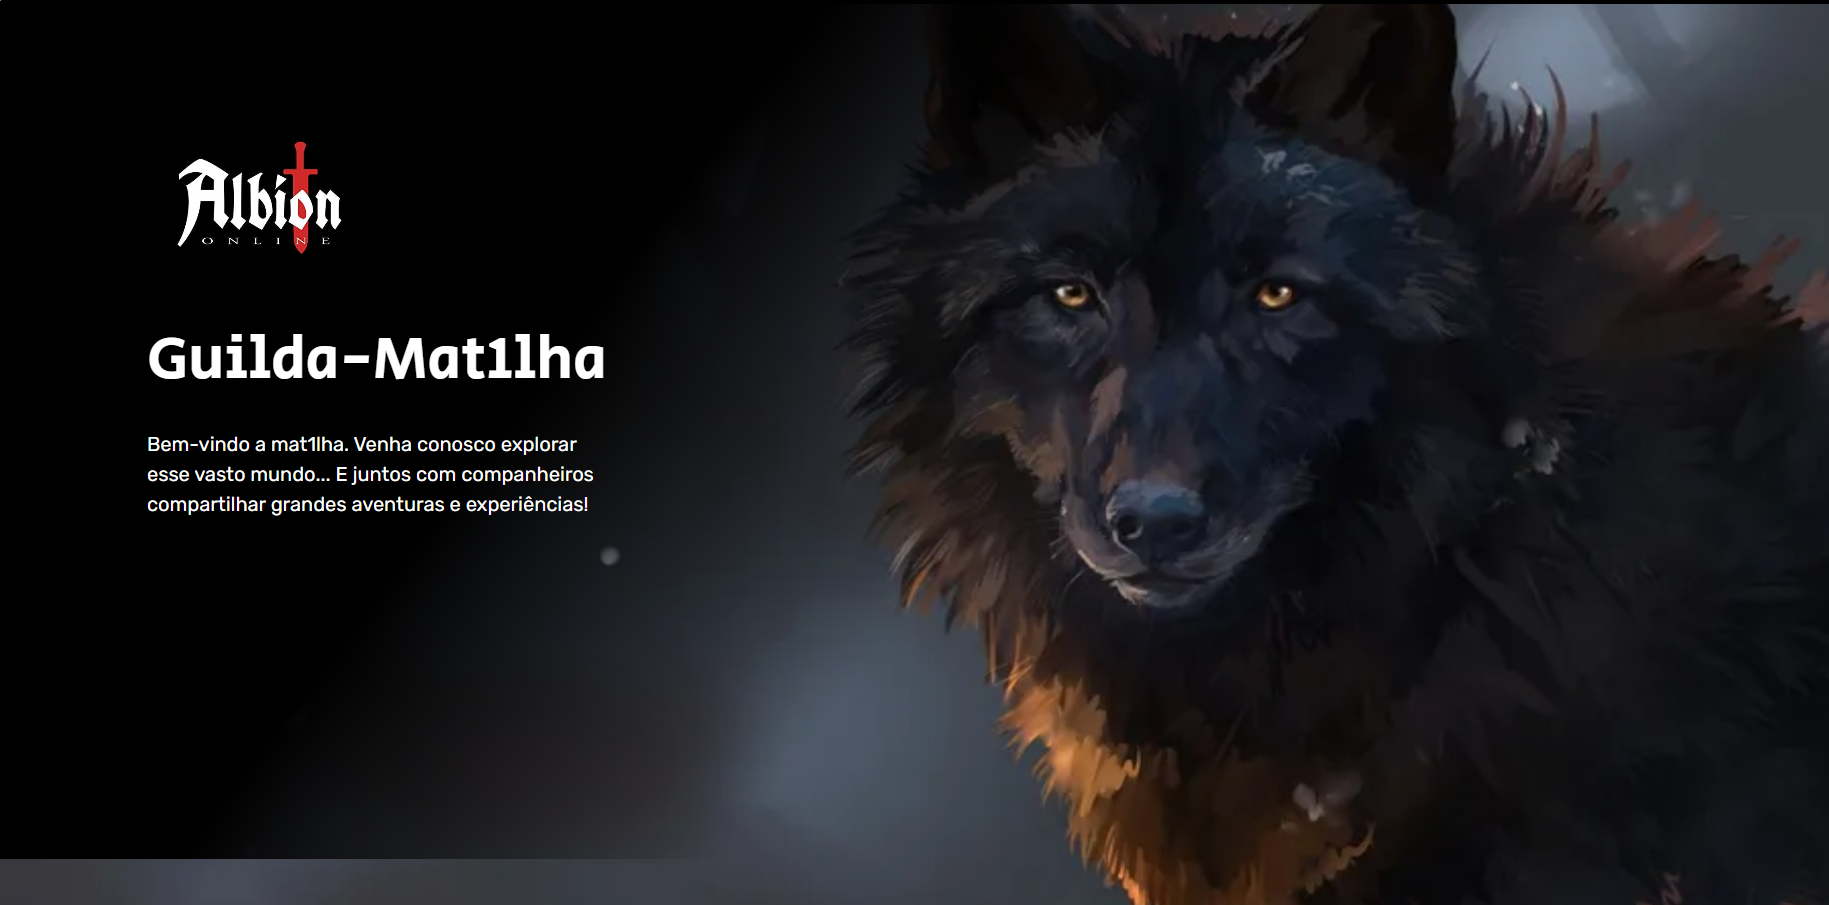 Albion
ONLINE
Guilda-Mat1lha
Bem-vindo a mat1lha. Venha conosco explorar
esse vasto mundo... E juntos com companheiros
compartilhar grandes aventuras e experiências!